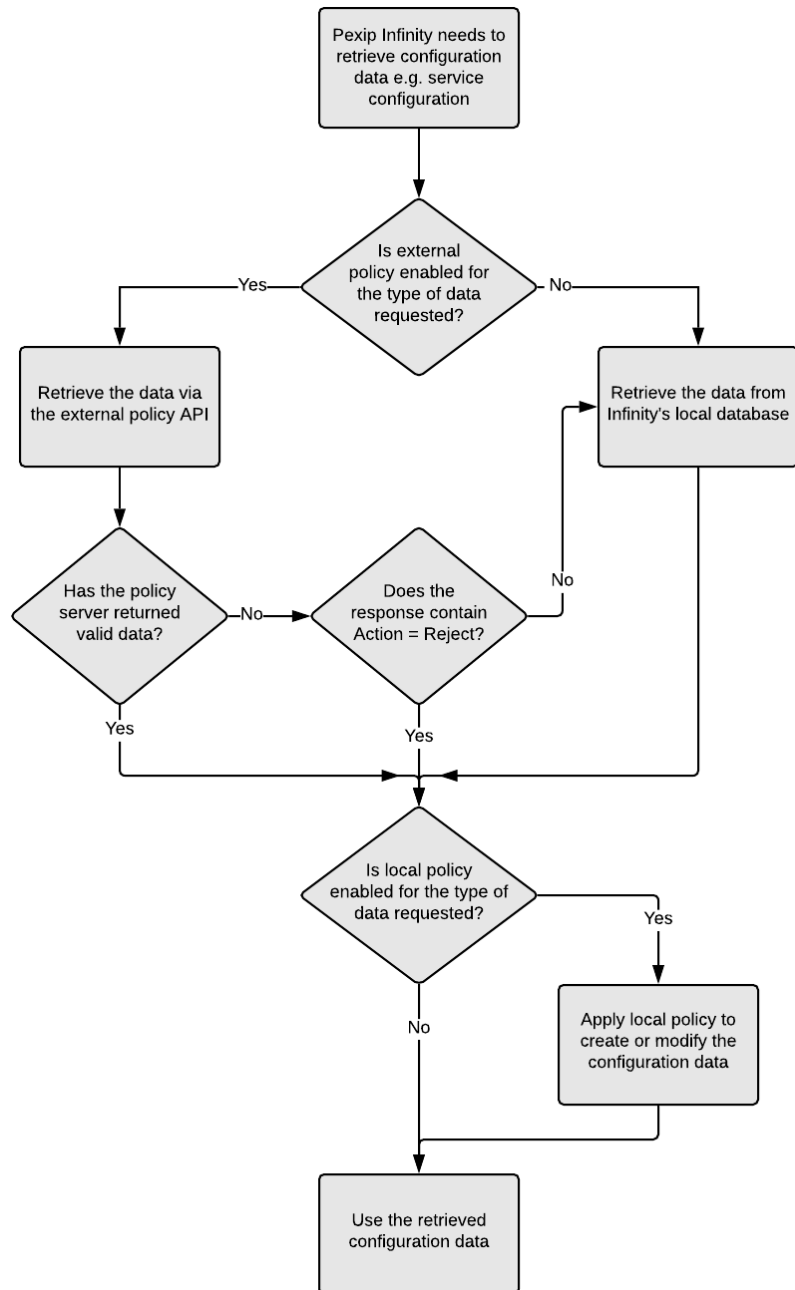 Pexip Infinity needs to
retrieve configuration
data e.g. service
configuration
Is external
policy enabled for
the type of data
requested?
Yes
No
Retrieve the data via
the external policy API
Retrieve the data from
Infinity's local database
Has the policy
server returned
valid data?
No
Does the
response contain
Action = Reject?
No
Yes
Yes
Is local policy
enabled for the type of
data requested?
Yes
No
Apply local policy to
create or modify the
configuration data
Use the retrieved
configuration data